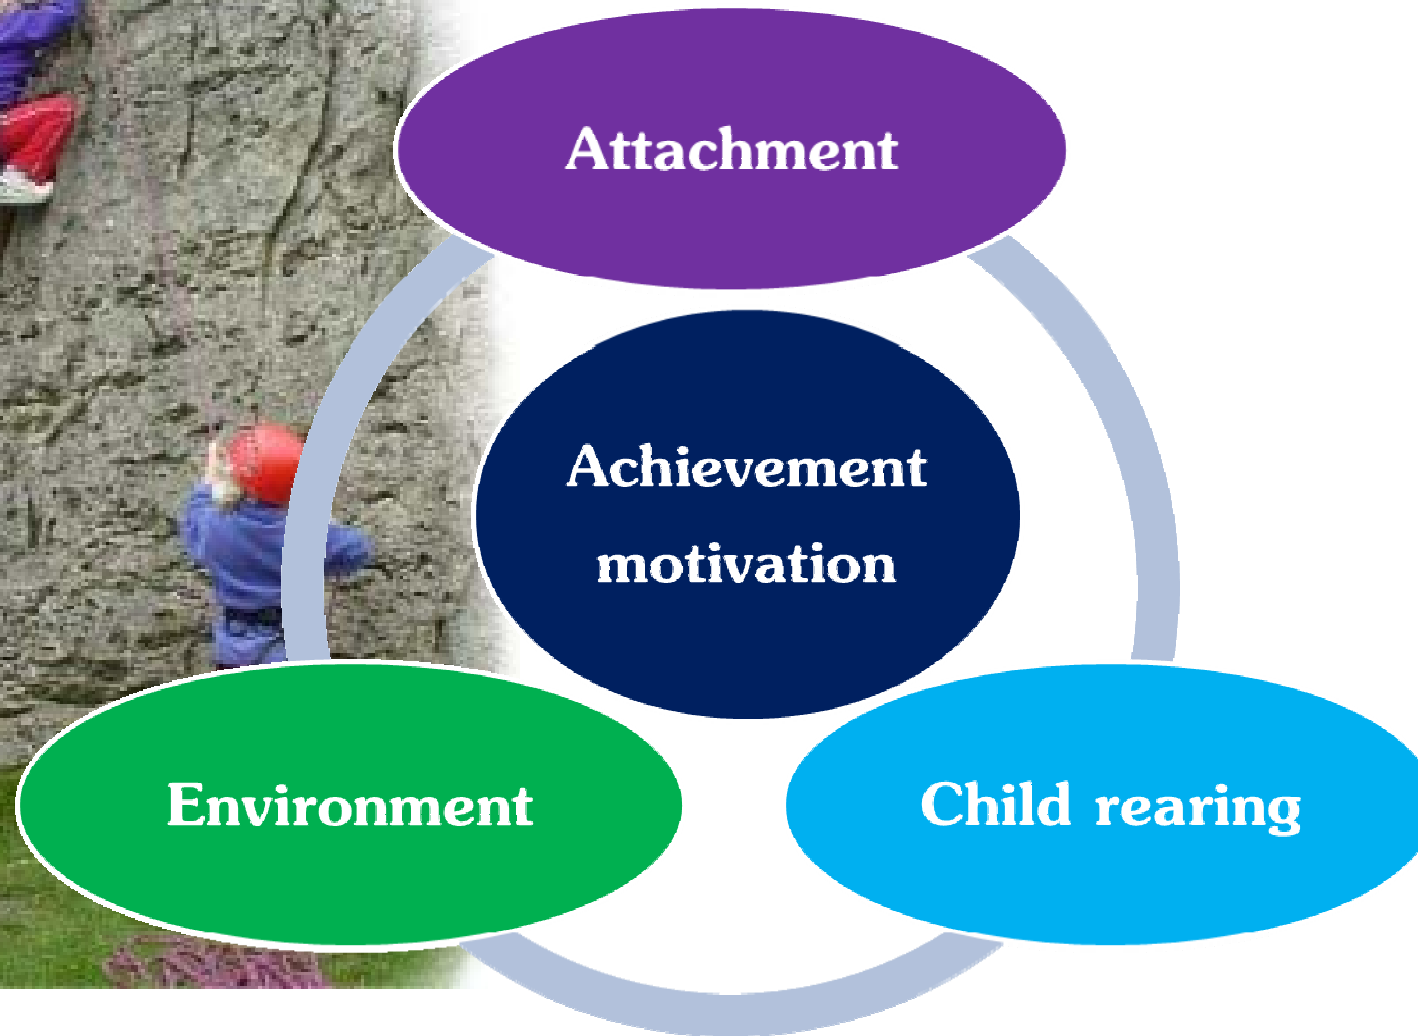 Attachment
Achievement
motivation
Environment
Child rearing